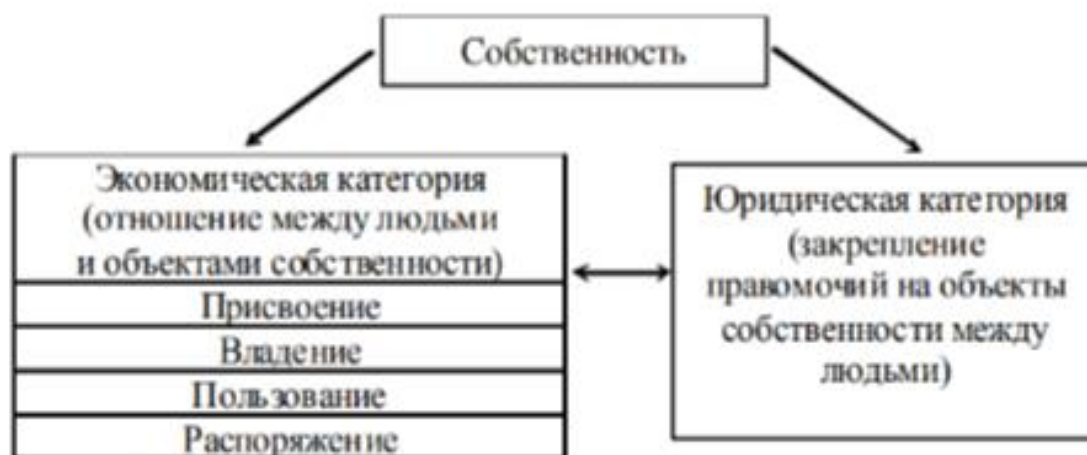 Собственность
Экономическая категория
(отношение между людьми
и объектами собственности)
Присвоение
Владение
Пользование
Распоряжение
Юридическая категория
(закрепление
правомочий на объекты
собственности между
людьми)